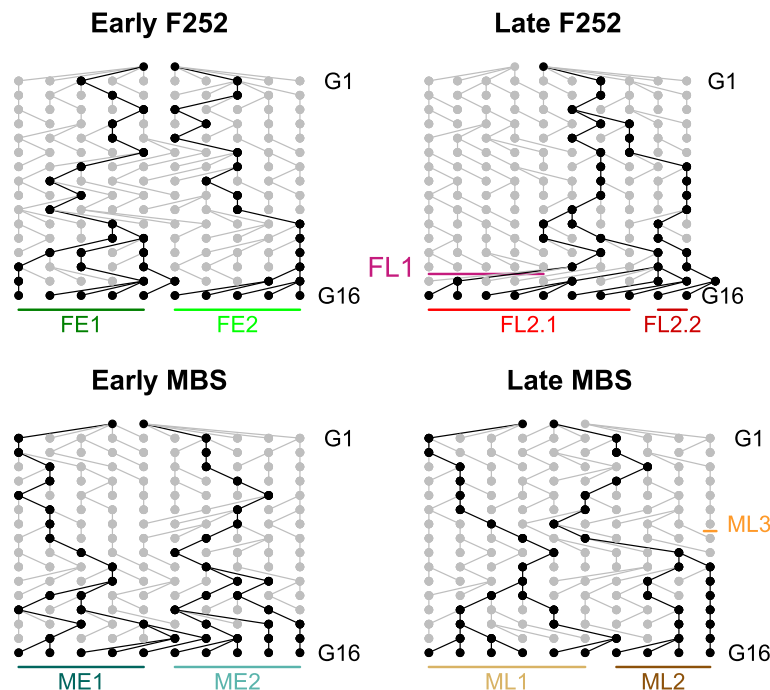 Early F252
Late F252
G1
G1
FL1
G16
G16
FE1
FE2
FL2.1
FL2.2
Early MBS
Late MBS
G1
G1
ML3
G16
G16
ME1
ME2
ML1
ML2